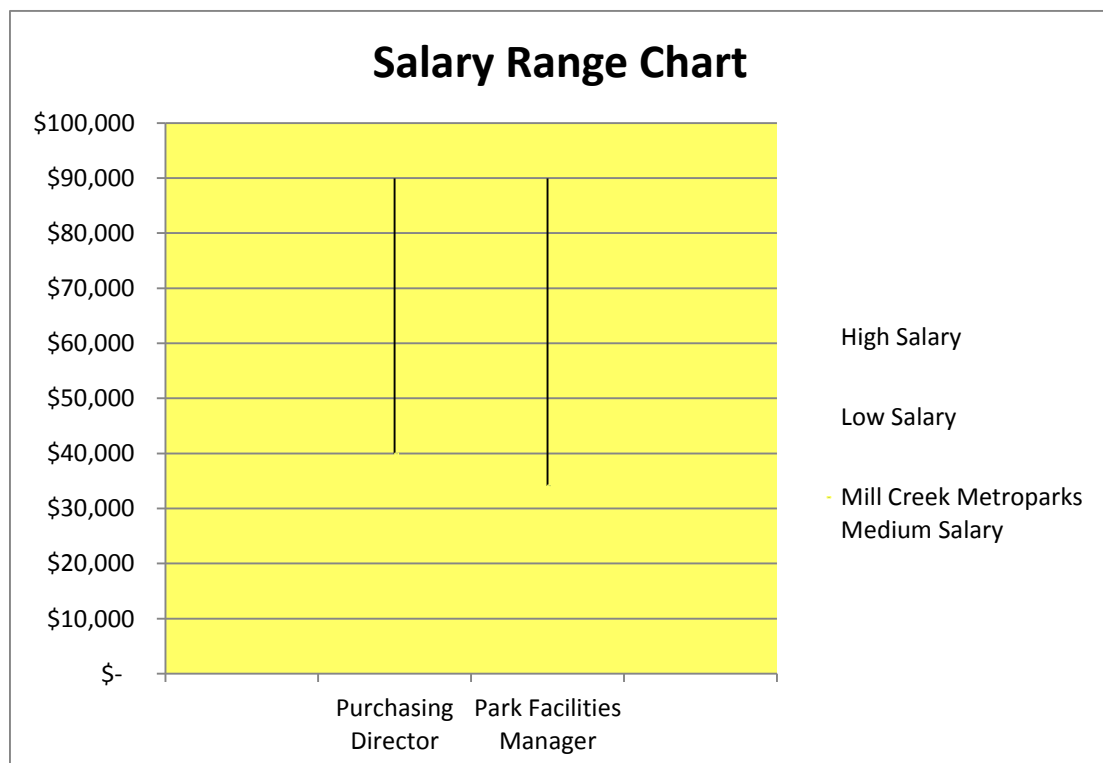 Salary Range Chart
$100,000
$90,000
$80,000
$70,000
$60,000
$50,000
$40,000
$30,000
$20,000
$10,000
$-
Purchasing
Director
Park Facilities
Manager
High Salary
Low Salary
Mill Creek Metroparks
Medium Salary